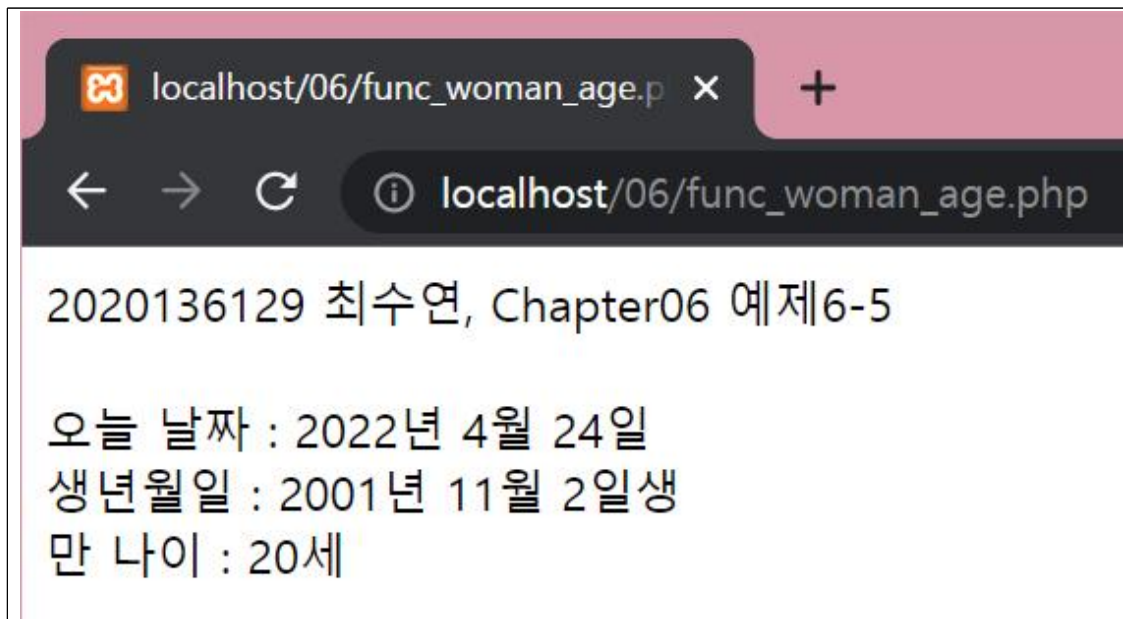 localhost/06/func_woman_age.p
localhost/06/func_woman_age.php
2020136129 최수연, Chapter06 예제6-5
오늘 날짜 : 2022년 4월 24일
생년월일 : 2001년 11월 2일생
만 나이 : 20세